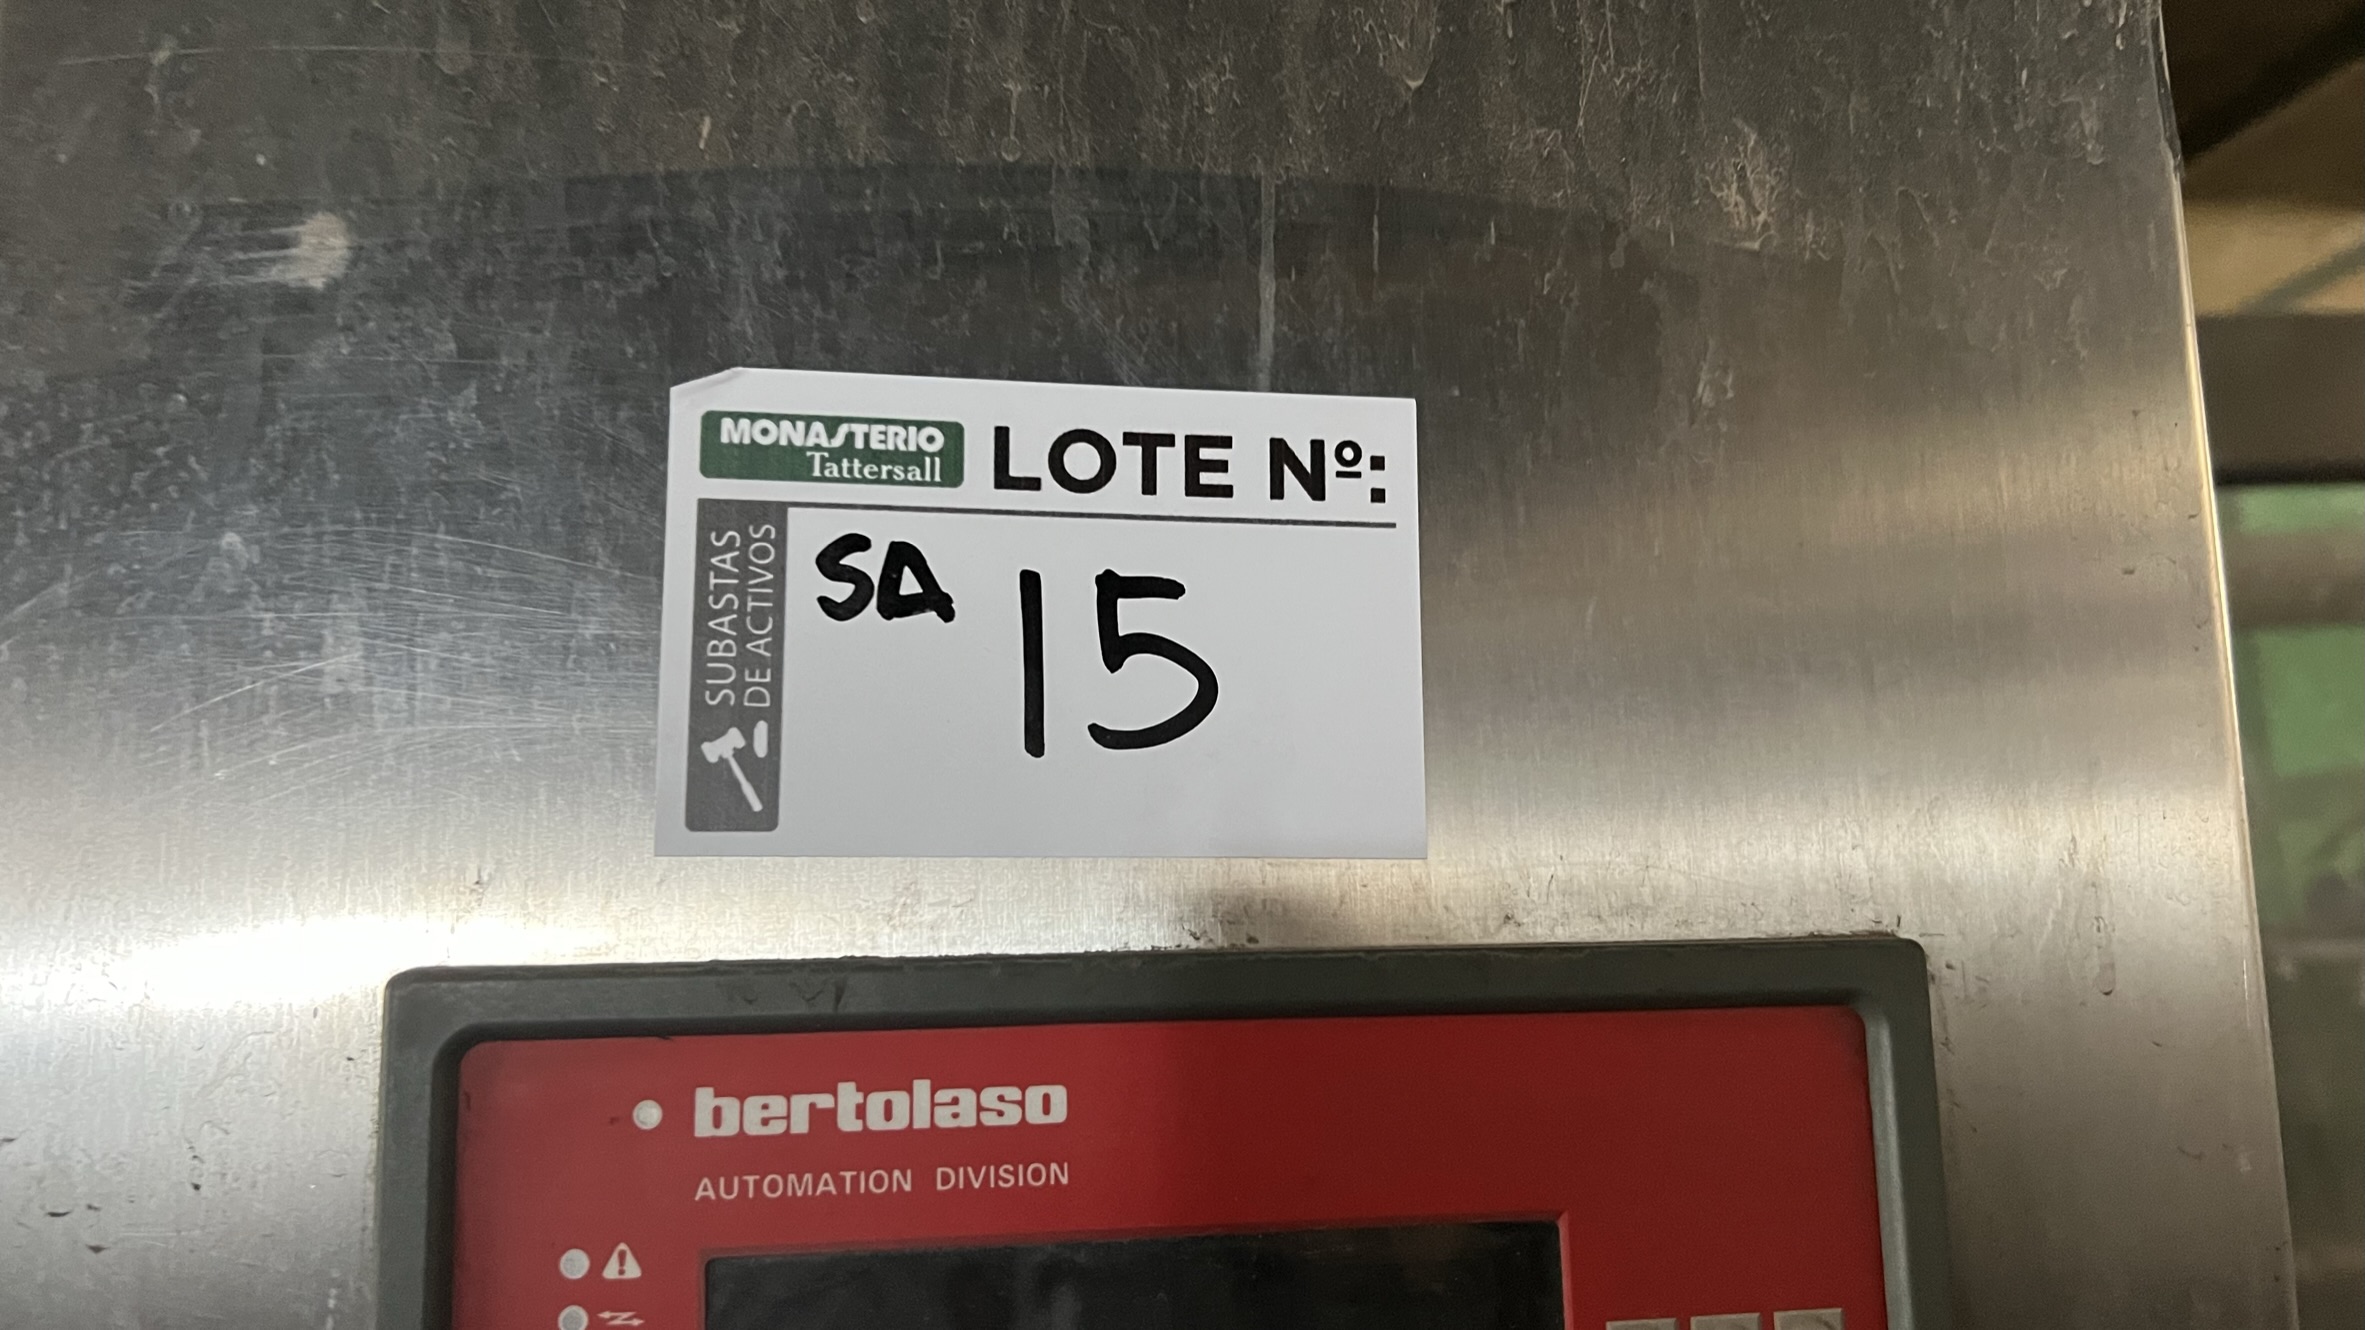 MONASTERIO
Tattersall
LOTE Nº:
SUBASTAS
DE ACTIVOS
SA 15
bertolaso
AUTOMATION DIVISION